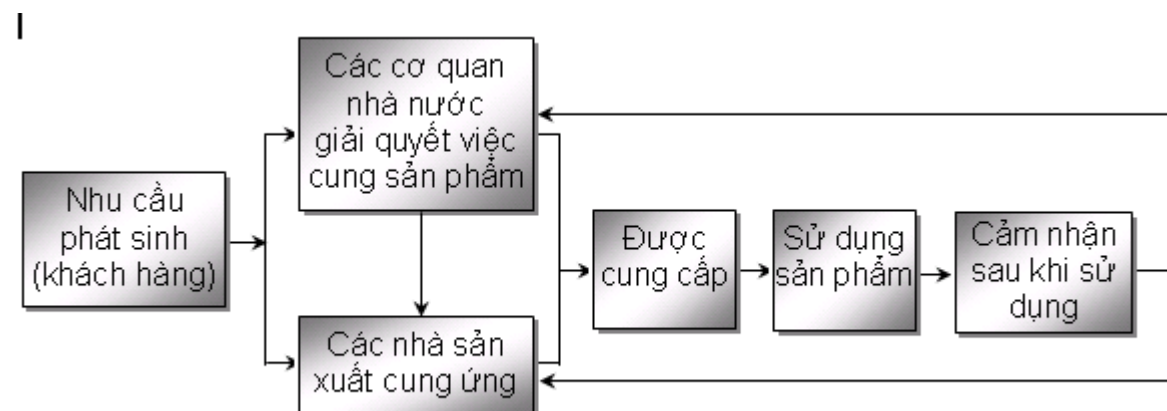 Các cơ quan
nhà nước
giải quyết việc
cung sản phẩm
Nhu cầu
phát sinh
(khách hàng)
Được
cung cấp
Sử dụng
sản phẩm
Cảm nhận
sau khi sử
dụng
Các nhà sản
xuất cung ứng